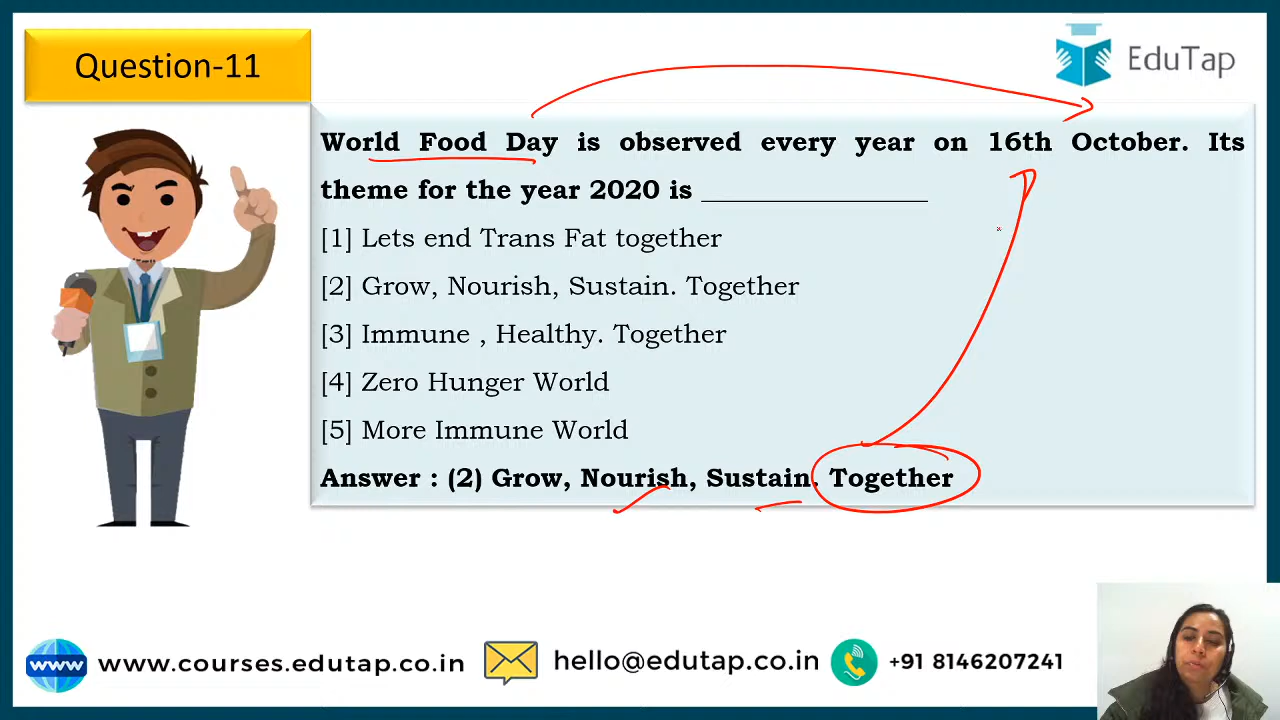 Question-11
EduTap
World Food Day is observed every year on 16th October. Its
theme for the year 2020 is _________________
[1] Lets end Trans Fat together
[2] Grow, Nourish, Sustain. Together
[3] Immune , Healthy. Together
[4] Zero Hunger World
[5] More Immune World
Answer : (2) Grow, Nourish, Sustain. Together
www www.courses.edutap.co.in hello@edutap.co.in +91 8146207241